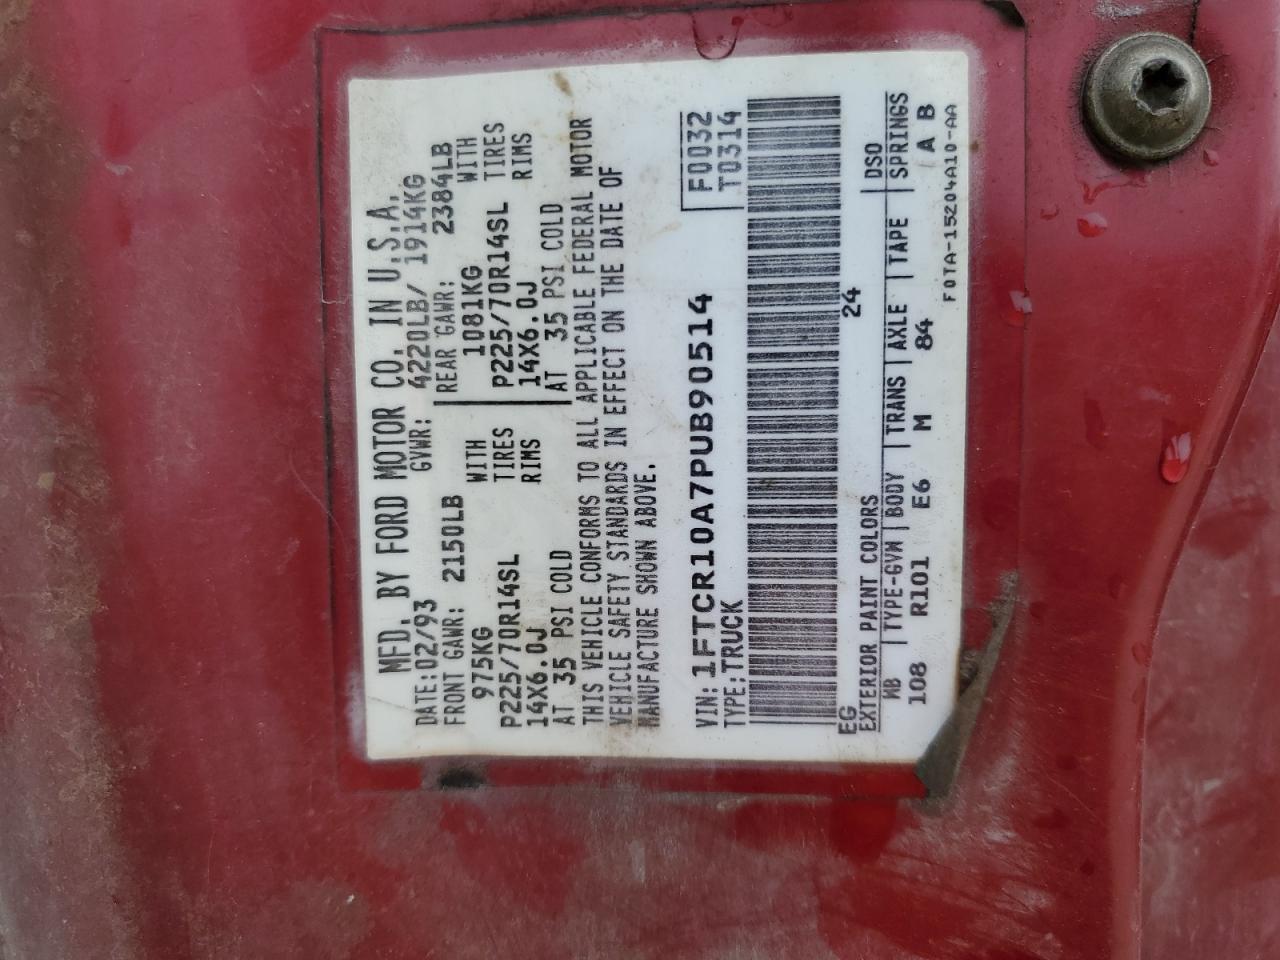 MFD. BY FORD MOTOR CO. IN U.S.A.
DATE: 02/93 GVWR: 4220LB/ 1914KG
FRONT GAWR: 2150LB REAR GAWR: 2384LB
975KG WITH 1081KG WITH
P225/70R14SL TIRES P225/70R14SL TIRES
14X6.0J RIMS 14X6.0J RIMS
AT 35 PSI COLD AT 35 PSI COLD
THIS VEHICLE CONFORMS TO ALL APPLICABLE FEDERAL MOTOR
VEHICLE SAFETY STANDARDS IN EFFECT ON THE DATE OF
MANUFACTURE SHOWN ABOVE.
VIN: 1FTCR10A7PUB90514 F0032
TYPE: TRUCK T0314
EG 24
EXTERIOR PAINT COLORS DSO
WB TYPE-GVW BODY TRANS AXLE TAPE SPRINGS
108 R101 E6 M 84 A B
F0TA-15204A10-AA